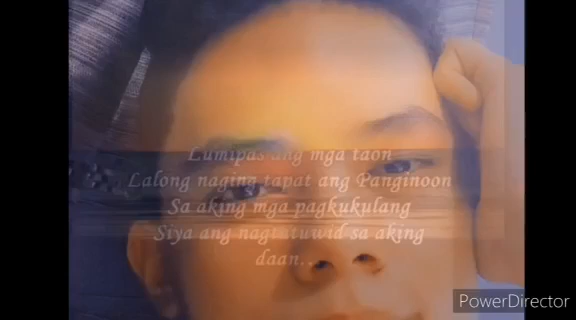 Lumipas ang mga taon
Lalong naging tapat ang Panginoon
Sa aking mga pagkukulang
Siya ang nagtatuwid sa aking
daan..
PowerDirector